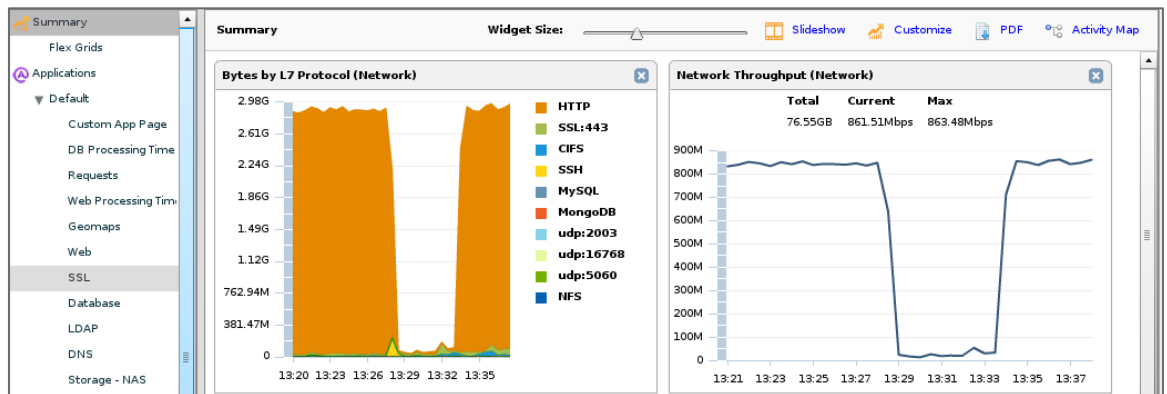 Summary
Flex Grids
Applications
Default
Custom App Page
DB Processing Time
Requests
Web Processing Tim
Geomaps
Web
SSL
Database
LDAP
DNS
Storage - NAS
Summary
Widget Size:
Slideshow
Customize
PDF
Activity Map
Bytes by L7 Protocol (Network)
2.98G
2.61G
2.24G
1.86G
1.49G
1.12G
762.94M
381.47M
0
13:20 13:23 13:26 13:29 13:32 13:35
HTTP
SSL:443
CIFS
SSH
MySQL
MongoDB
udp:2003
udp:16768
udp:5060
NFS
Network Throughput (Network)
Total Current Max
76.55GB 861.51Mbps 863.48Mbps
900M
800M
700M
600M
500M
400M
300M
200M
100M
0
13:21 13:23 13:25 13:27 13:29 13:31 13:33 13:35 13:37